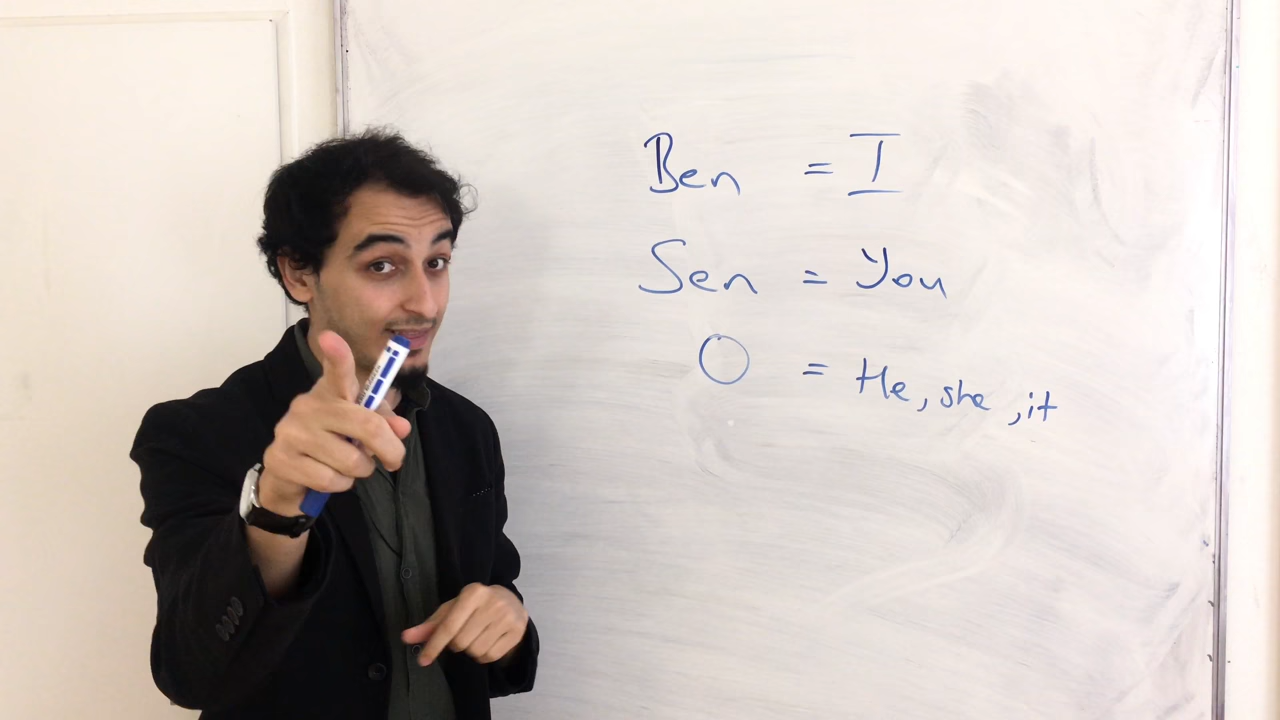 Ben = I
Sen = You
O = He, she, it